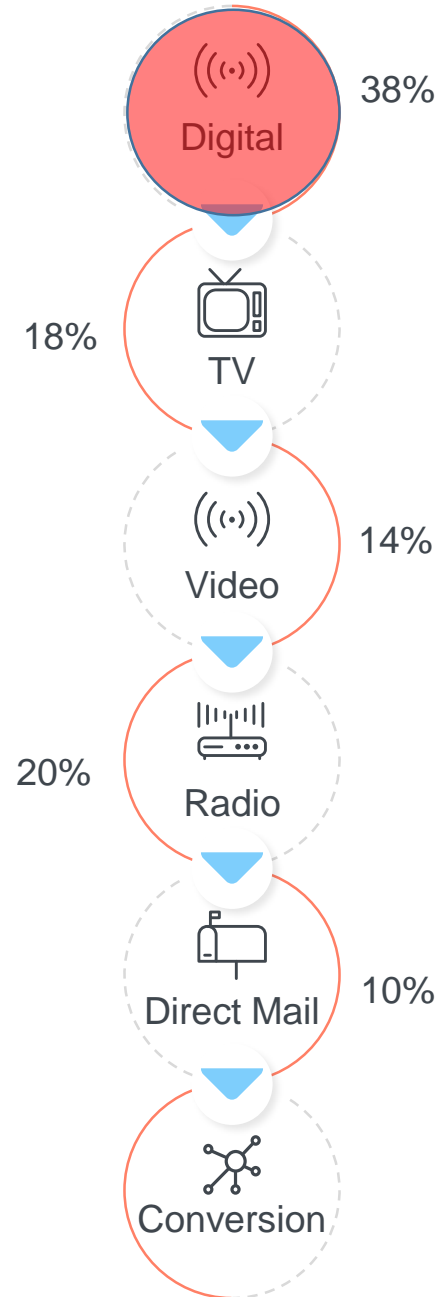 38%
Digital
18%
TV
14%
Video
20%
Radio
10%
Direct Mail
Conversion